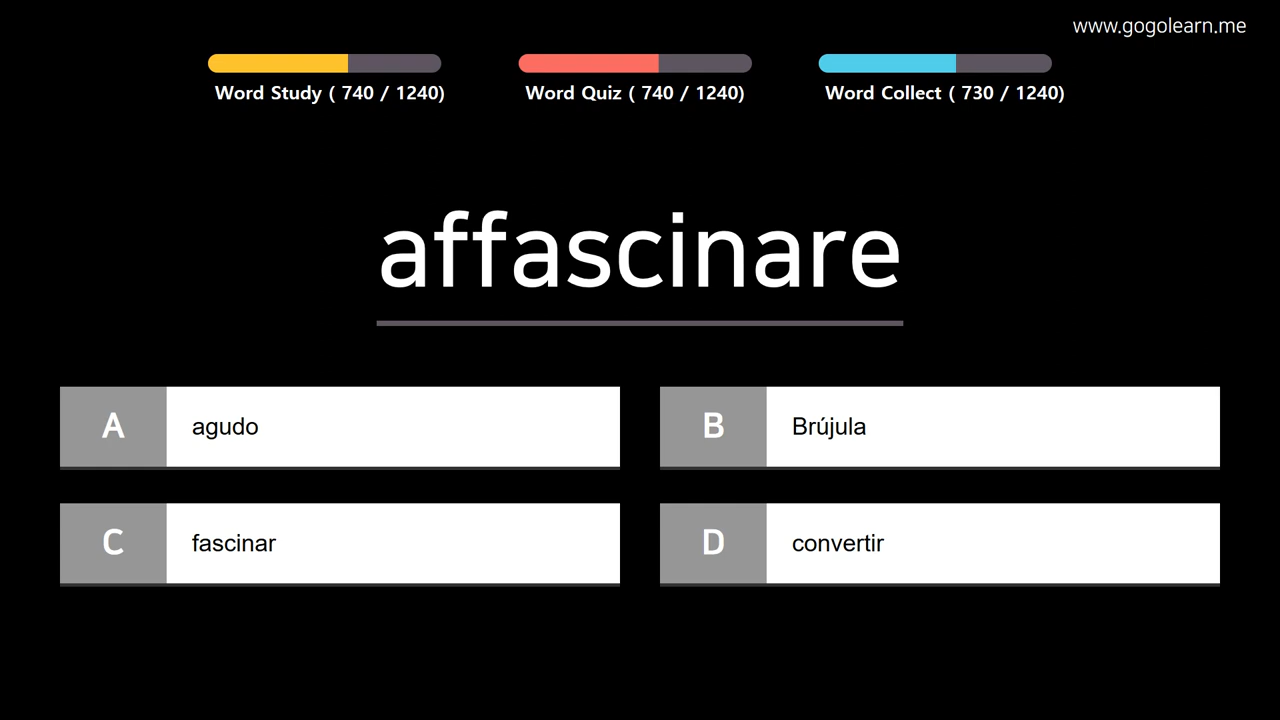 www.gogolearn.me
Word Study ( 740 / 1240)
Word Quiz ( 740 / 1240)
Word Collect ( 730 / 1240)
affascinare
A agudo
B Brújula
C fascinar
D convertir